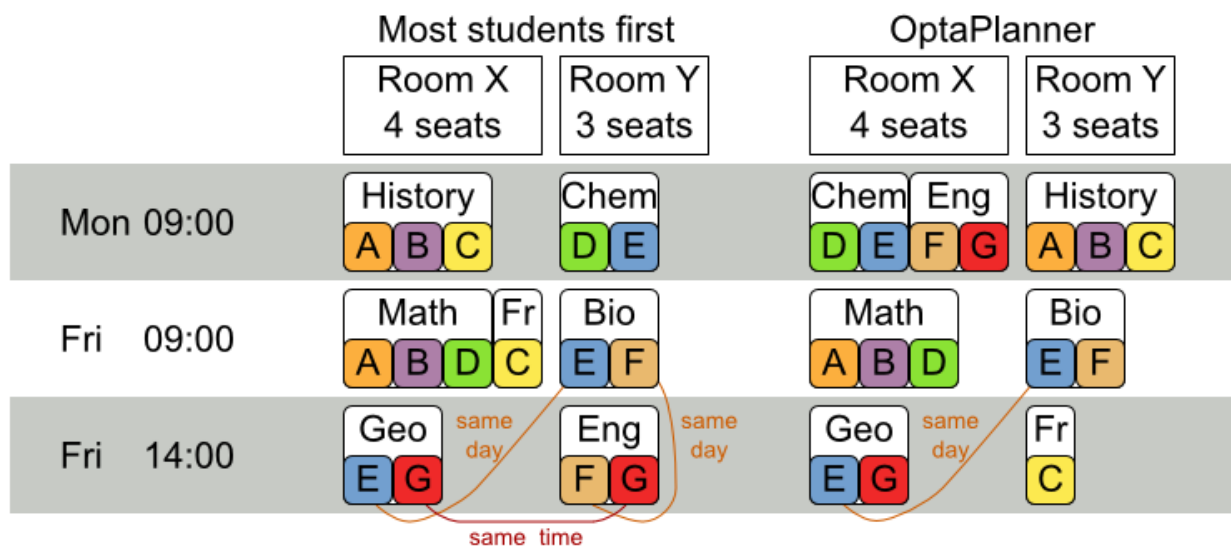 Most students first OptaPlanner
Room X Room Y Room X Room Y
4 seats 3 seats 4 seats 3 seats
Mon 09:00
History Chem Chem Eng History
A B C D E D E F G A B C
Fri 09:00
Math Fr Bio Math Bio
A B D C E F A B D E F
Fri 14:00
Geo same day Eng same day Geo same day Fr
E G F G E G C
same time